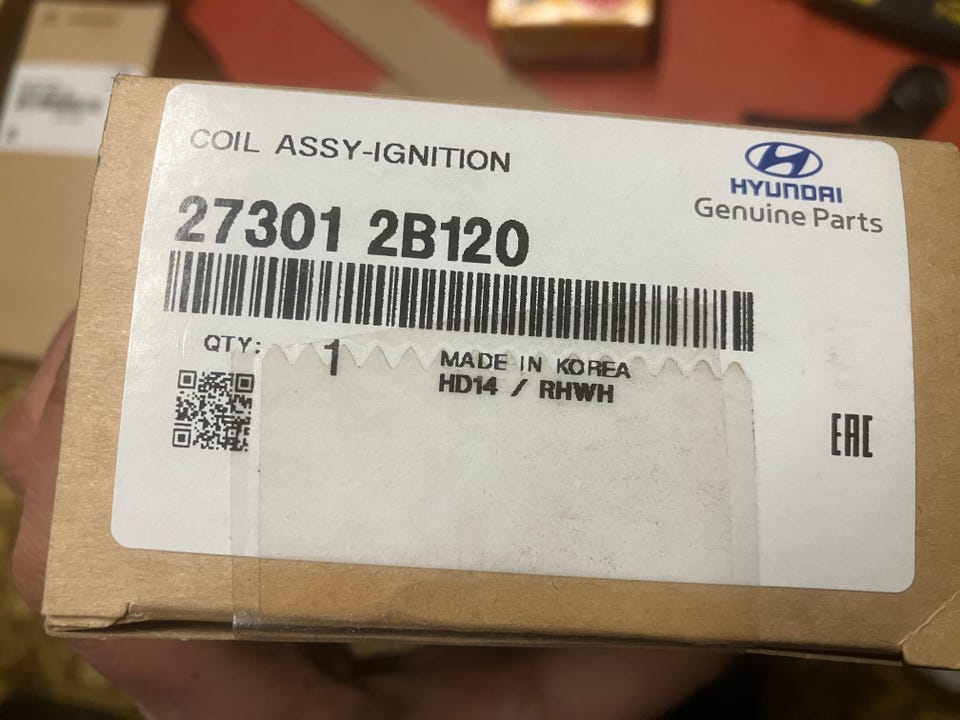 COIL ASSY-IGNITION
HYUNDAI
Genuine Parts
27301 2B120
QTY: 1
MADE IN KOREA
HD14 / RHWH
EAC